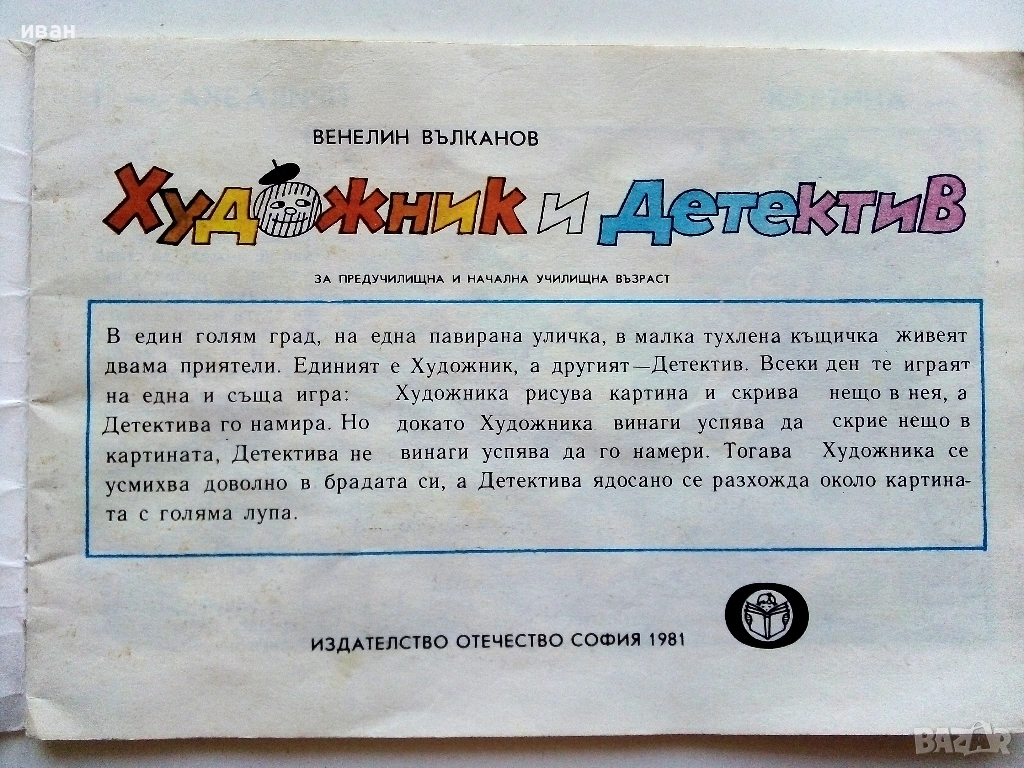 иван
ВЕНЕЛИН ВЪЛКАНОВ
Художник и Детектив
ЗА ПРЕДУЧИЛИЩНА И НАЧАЛНА УЧИЛИЩНА ВЪЗРАСТ
В един голям град, на една павирана уличка, в малка тухлена къщичка живеят
двама приятели. Единият е Художник, а другият—Детектив. Всеки ден те играят
на една и съща игра: Художника рисува картина и скрива нещо в нея, а
Детектива го намира. Но докато Художника винаги успява да скрие нещо в
картината, Детектива не винаги успява да го намери. Тогава Художника се
усмихва доволно в брадата си, а Детектива ядосано се разхожда около картина-
та с голяма лупа.
ИЗДАТЕЛСТВО ОТЕЧЕСТВО СОФИЯ 1981
BAZAR